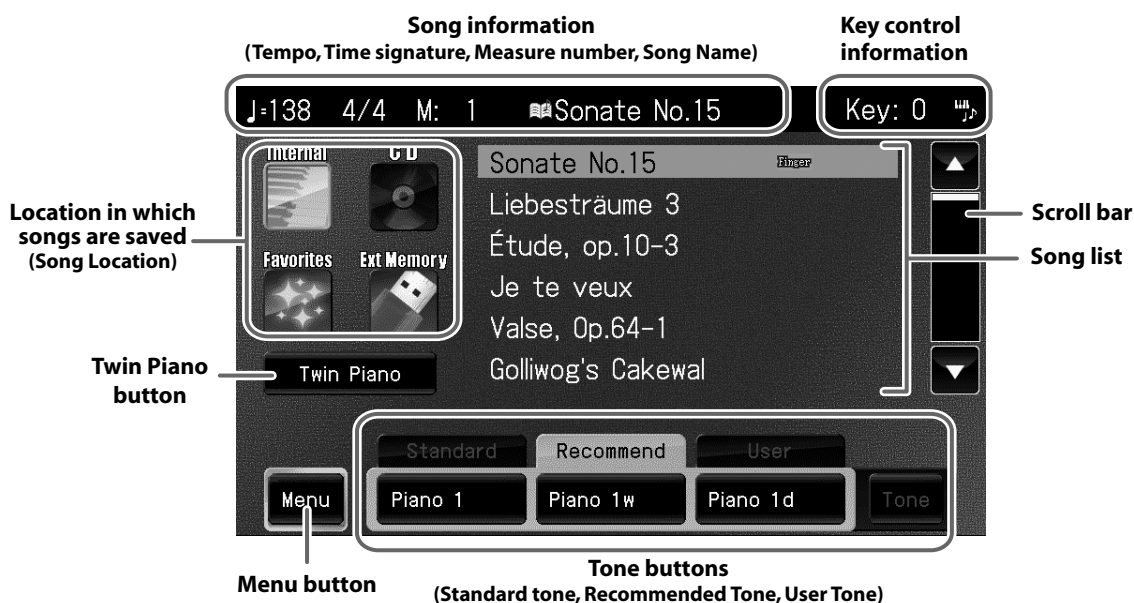 Song information
(Tempo, Time signature, Measure number, Song Name)
Key control
information
♩=138 4/4 M: 1 Sonate No.15
Key: 0
Internal
CD
Favorites
Ext Memory
Sonate No.15 Finger
Liebesträume 3
Étude, op.10-3
Je te veux
Valse, Op.64-1
Golliwog's Cakewal
Location in which
songs are saved
(Song Location)
Scroll bar
Song list
Twin Piano
button
Twin Piano
Standard
Recommend
User
Menu
Piano 1
Piano 1w
Piano 1d
Tone
Menu button
Tone buttons
(Standard tone, Recommended Tone, User Tone)